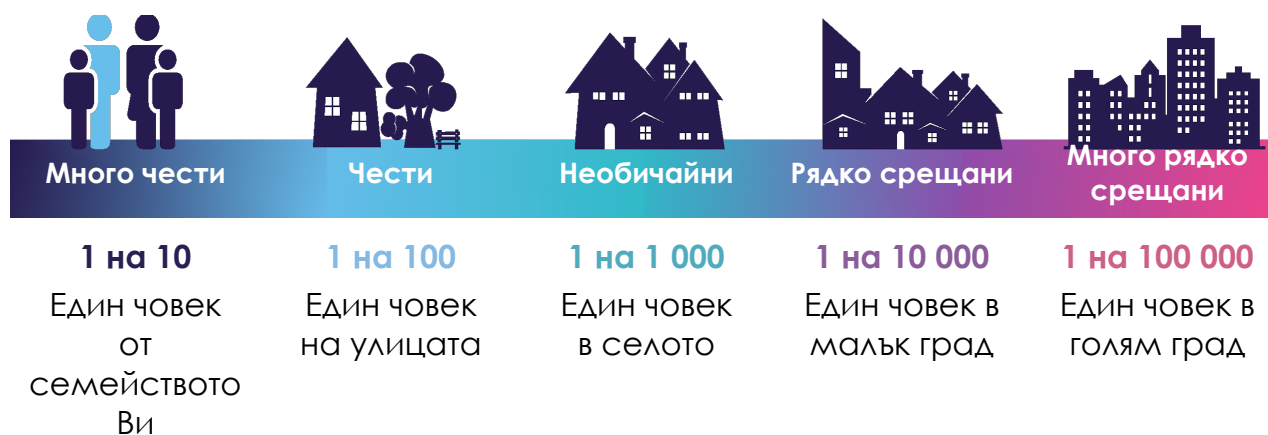 Много чести
Чести
Необичайни
Рядко срещани
Много рядко
срещани
1 на 10
Един човек
от
семейството
Ви
1 на 100
Един човек
на улицата
1 на 1 000
Един човек
в селото
1 на 10 000
Един човек в
малък град
1 на 100 000
Един човек в
голям град